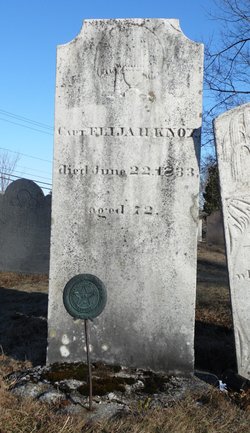 Capt ELIJAH KNOX
died June 22, 1833.
aged 72.